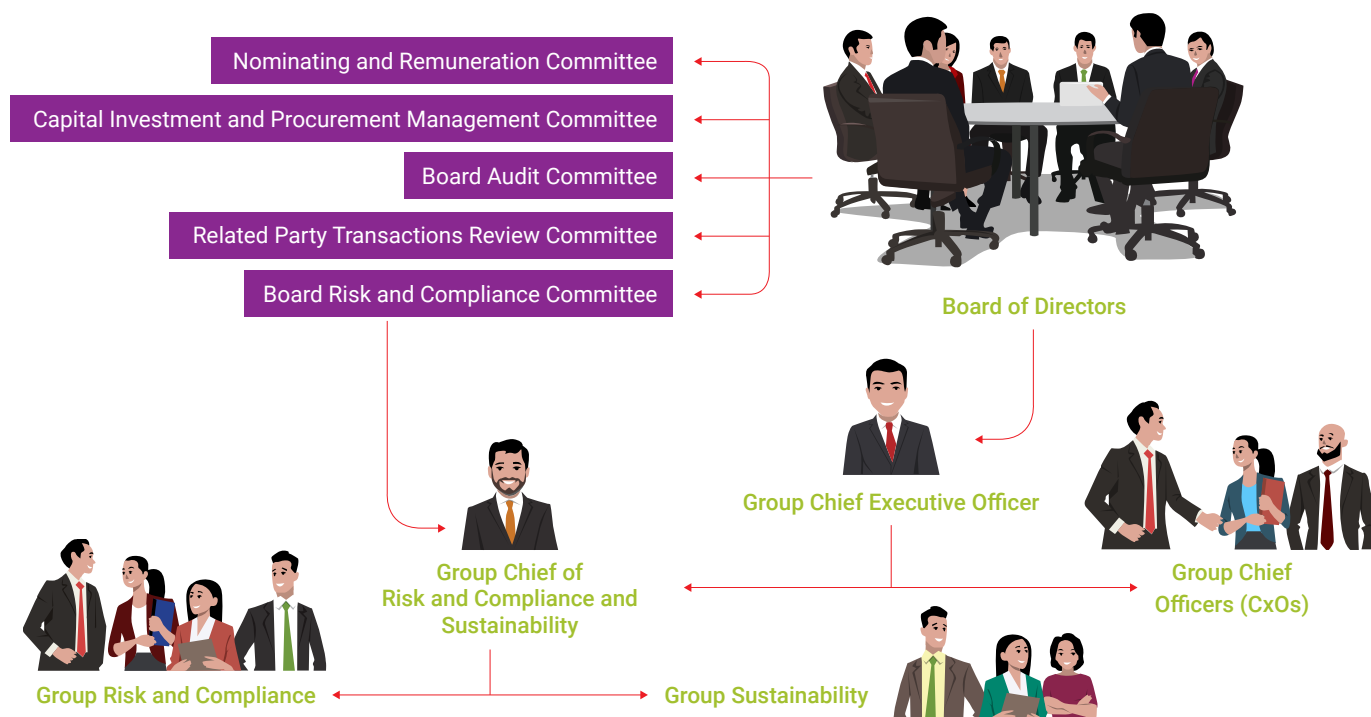 Nominating and Remuneration Committee
Capital Investment and Procurement Management Committee
Board Audit Committee
Related Party Transactions Review Committee
Board Risk and Compliance Committee
Board of Directors
Group Chief Executive Officer
Group Chief of
Risk and Compliance and
Sustainability
Group Chief
Officers (CxOs)
Group Risk and Compliance
Group Sustainability